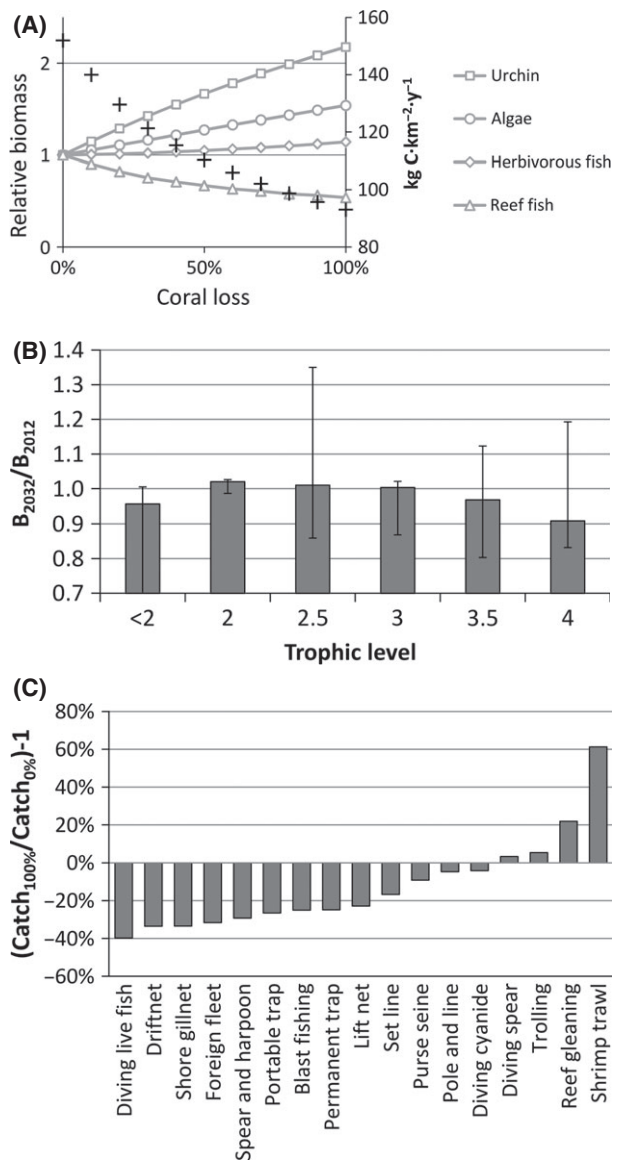 (A)
Relative biomass
2
1
0
160
140
120
100
80
kg C·km⁻²·y⁻¹
0%
50%
100%
Coral loss
Urchin
Algae
Herbivorous fish
Reef fish
(B)
B₂₀₃₂/B₂₀₁₂
1.4
1.3
1.2
1.1
1.0
0.9
0.8
0.7
<2
2
2.5
3
3.5
4
Trophic level
(C)
(Catch₁₀₀%/Catch₀%)-1
80%
60%
40%
20%
0%
−20%
−40%
−60%
Diving live fish
Driftnet
Shore gillnet
Foreign fleet
Spear and harpoon
Portable trap
Blast fishing
Permanent trap
Lift net
Set line
Purse seine
Pole and line
Diving cyanide
Diving spear
Trolling
Reef gleaning
Shrimp trawl